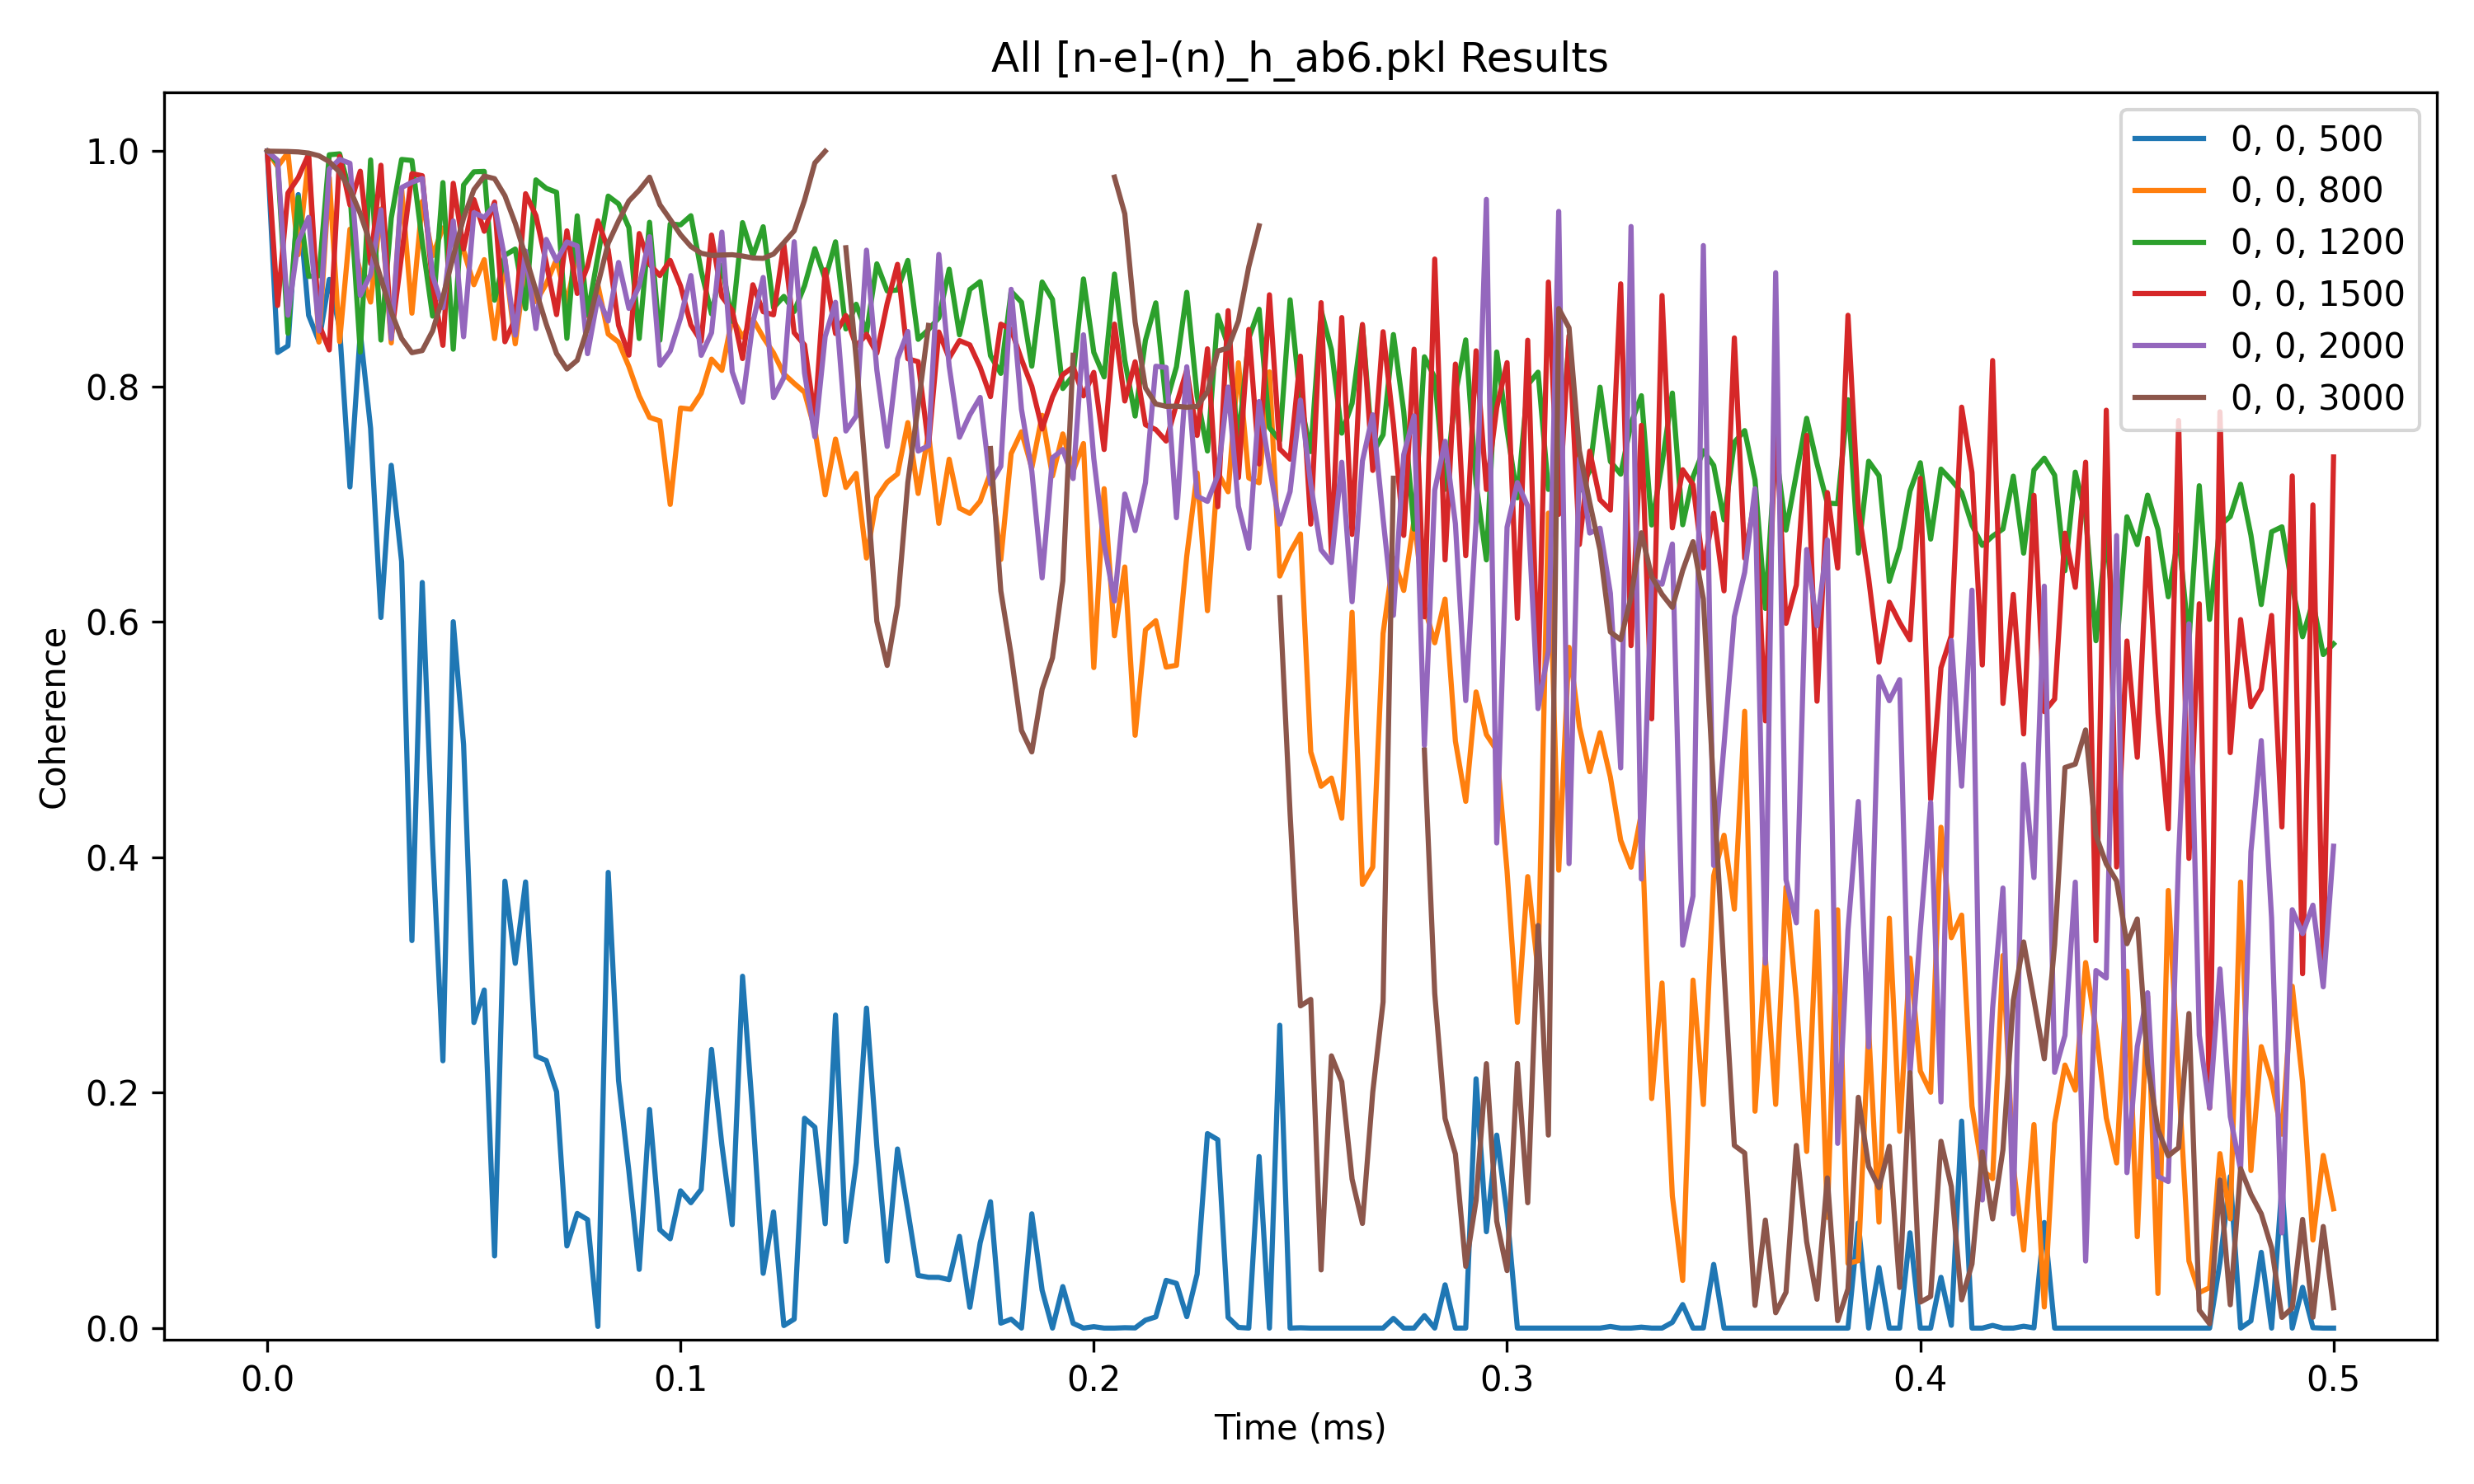 All [n-e]-(n)_h_ab6.pkl Results
Coherence
1.0
0.8
0.6
0.4
0.2
0.0
0, 0, 500
0, 0, 800
0, 0, 1200
0, 0, 1500
0, 0, 2000
0, 0, 3000
0.0 0.1 0.2 0.3 0.4 0.5
Time (ms)